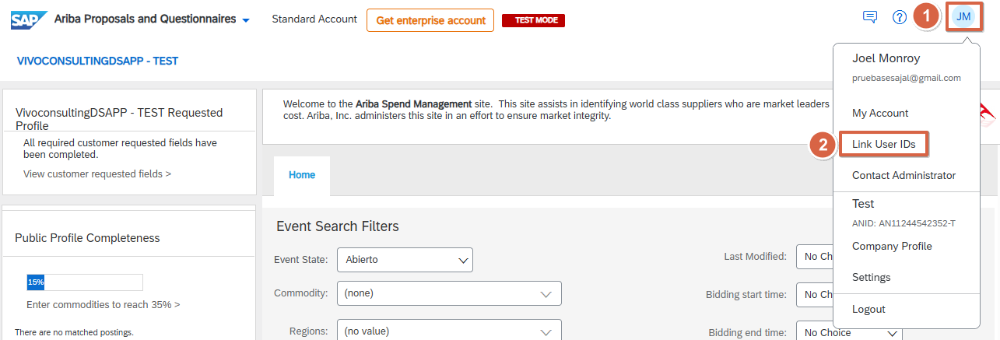 SAP Ariba Proposals and Questionnaires Standard Account Get enterprise account TEST MODE 1 JM
VIVOCONSULTINGDSAPP - TEST
VivoconsultingDSAPP - TEST Requested
Profile
All required customer requested fields have
been completed.
View customer requested fields >
Public Profile Completeness
15%
Enter commodities to reach 35% >
There are no matched postings.
Welcome to the Ariba Spend Management site. This site assists in identifying world class suppliers who are market leaders
cost. Ariba, Inc. administers this site in an effort to ensure market integrity.
Home
Event Search Filters
Event State: Abierto
Commodity: (none)
Regions: (no value)
Last Modified: No Ch
Bidding start time: No Ch
Bidding end time: No Choice
Joel Monroy
pruebasesajal@gmail.com
My Account
2 Link User IDs
Contact Administrator
Test
ANID: AN11244542352-T
Company Profile
Settings
Logout